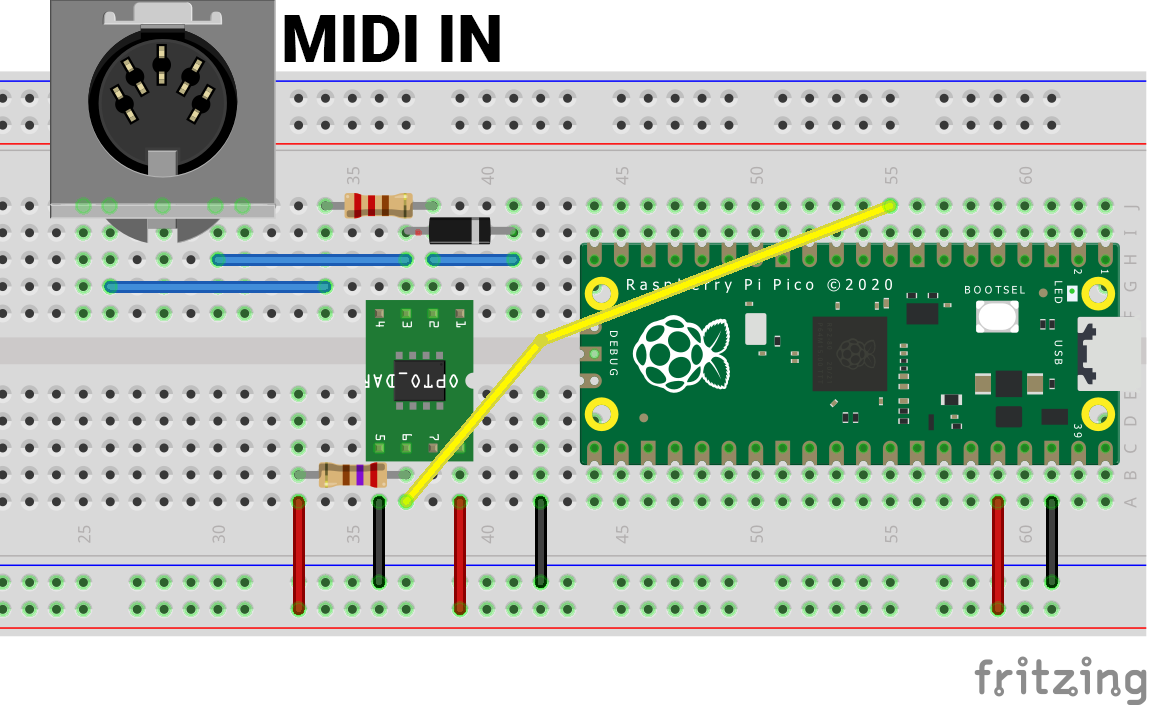 MIDI IN
35 40 45 50 55 60
J
I
H
G
F
Raspberry Pi Pico ©2020
BOOTSEL
LED
2
1
DEBUG
USB
4 3 2 1
OPTO_DAR
5 6 7
39
E
D
C
B
A
25 30 35 40 45 50 55 60
fritzing